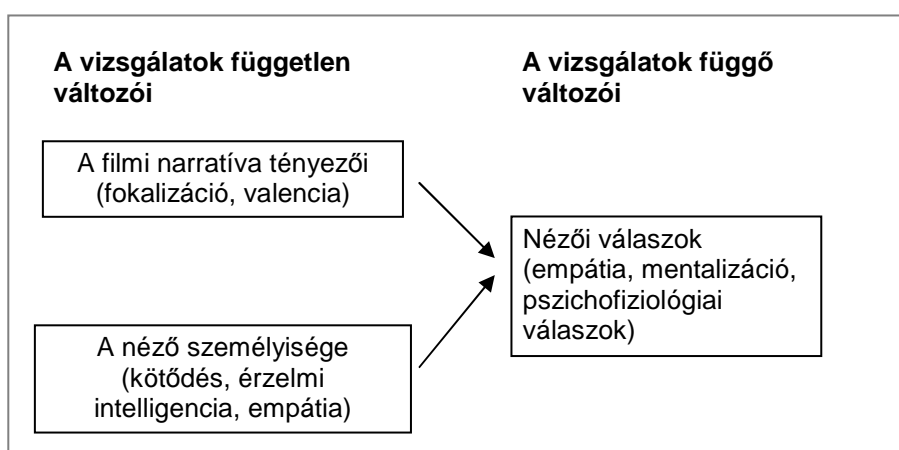 A vizsgálatok független
változói
A vizsgálatok függő
változói
A filmi narratíva tényezői
(fokalizáció, valencia)
Nézői válaszok
(empátia, mentalizáció,
pszichofiziológiai
válaszok)
A néző személyisége
(kötődés, érzelmi
intelligencia, empátia)